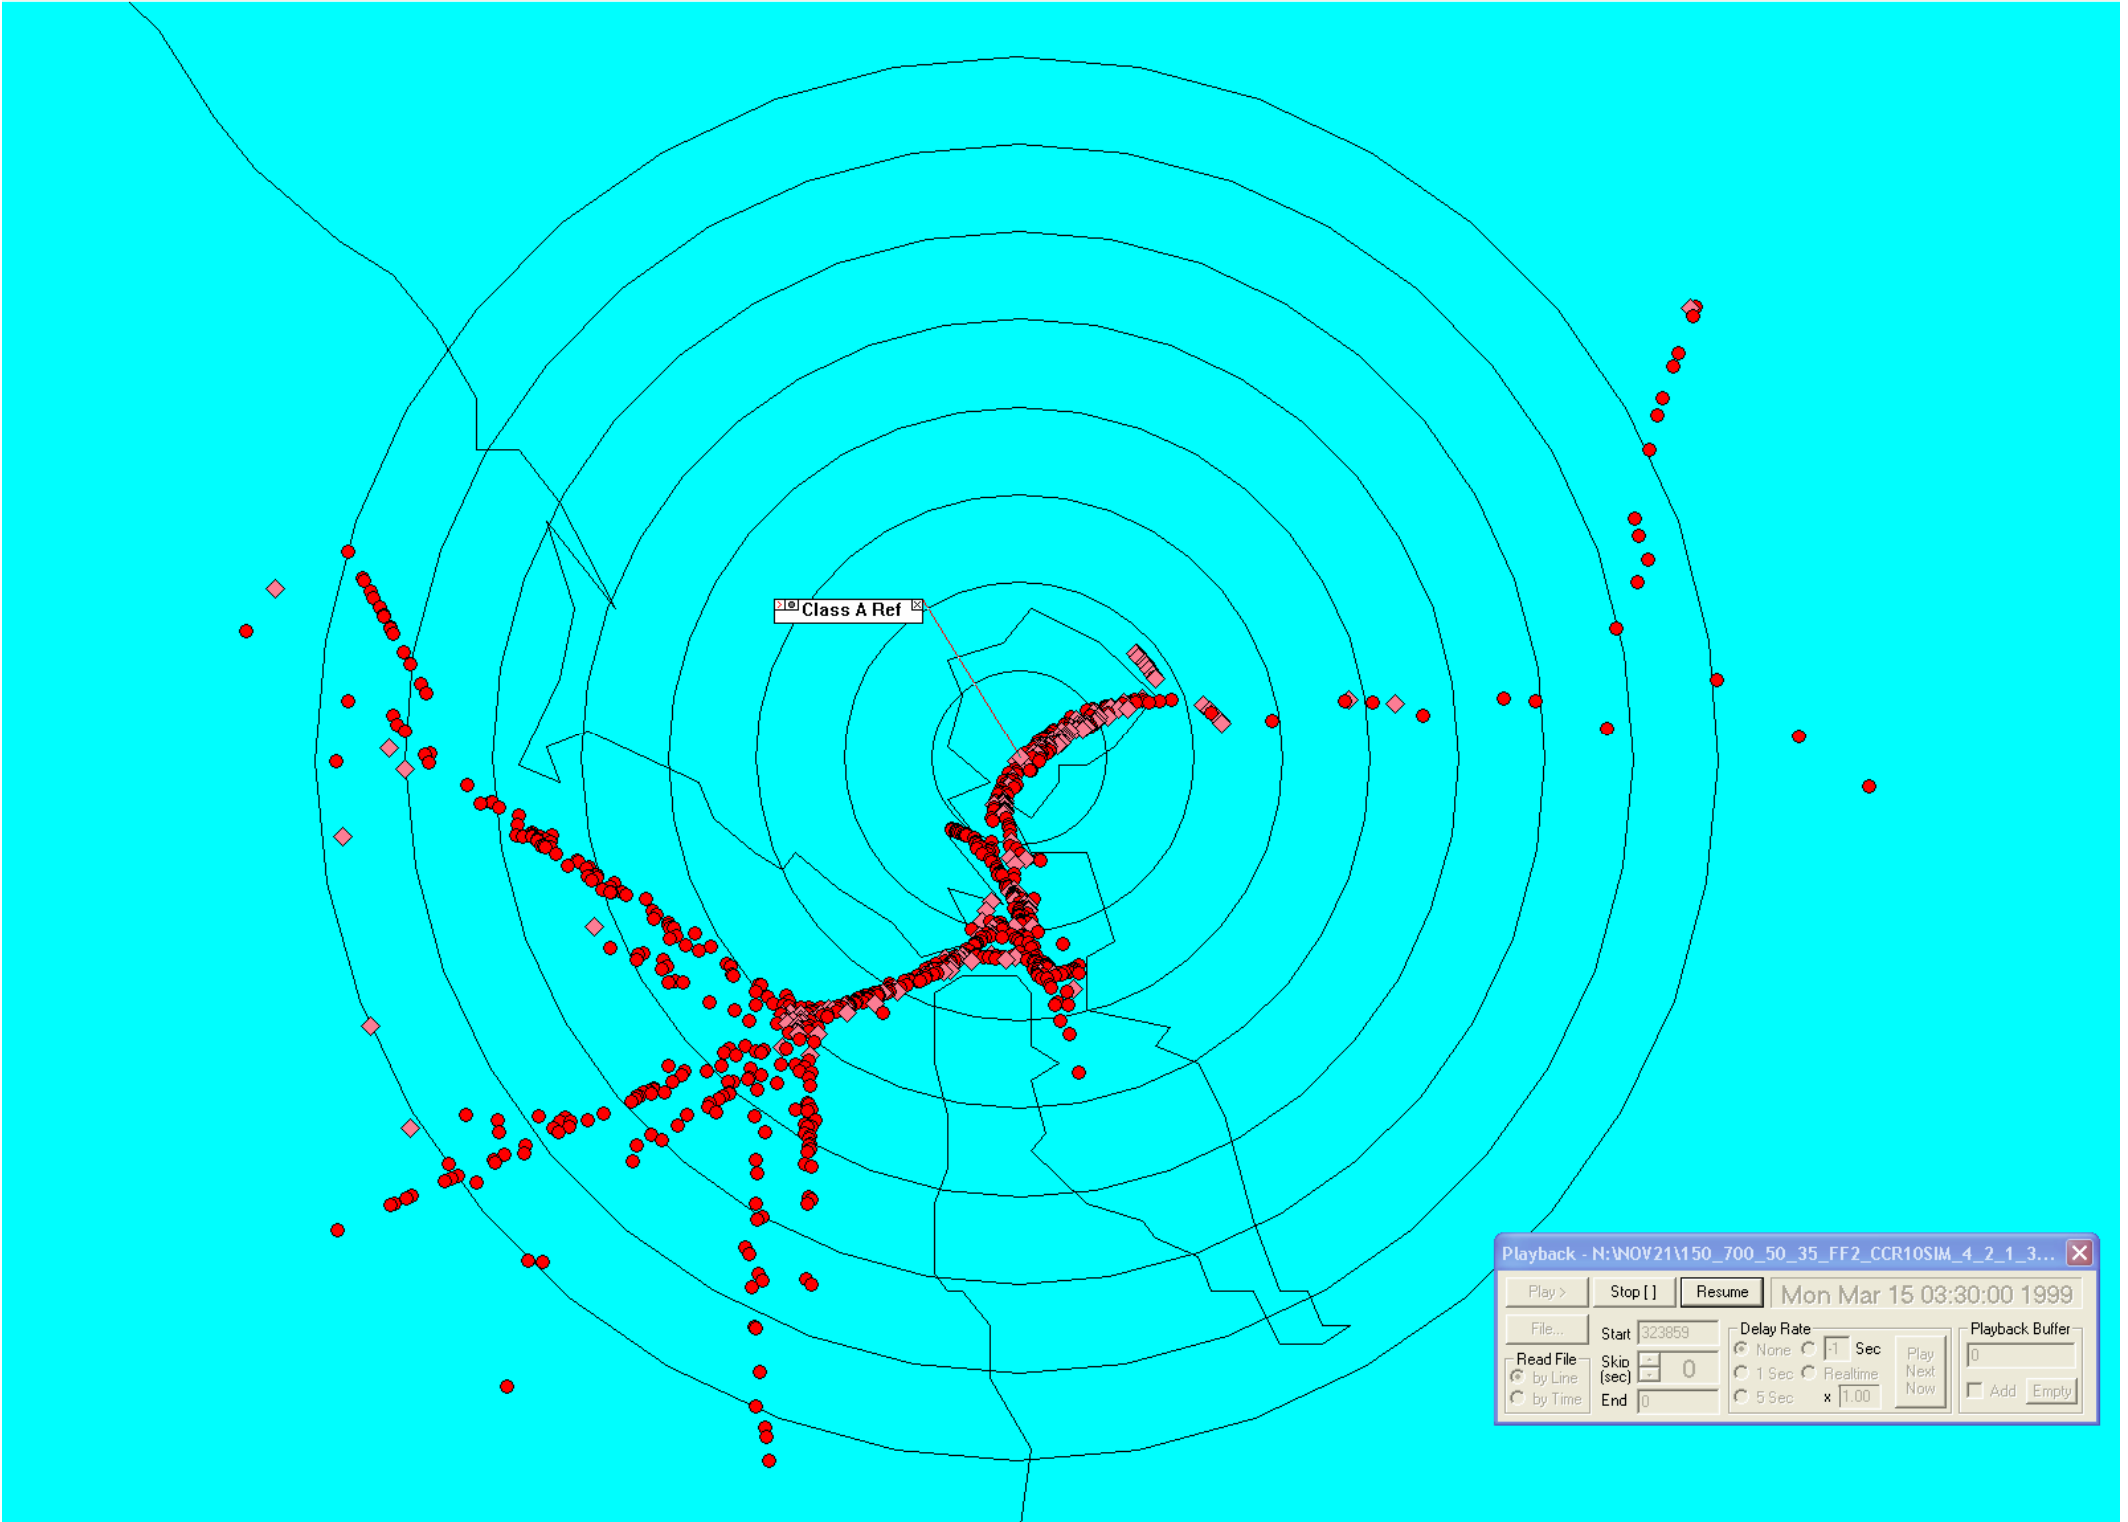 Class A Ref
Playback - N:\NOV21\150_700_50_35_FF2_CCR10SIM_4_2_1_3...
Play >
Stop [ ]
Resume
Mon Mar 15 03:30:00 1999
File...
Start 323859
Delay Rate
Playback Buffer
None
-1 Sec
0
Read File
by Line
by Time
Skip (sec) 0
1 Sec
Realtime
Play Next Now
Add
Empty
End 0
5 Sec
x 1.00